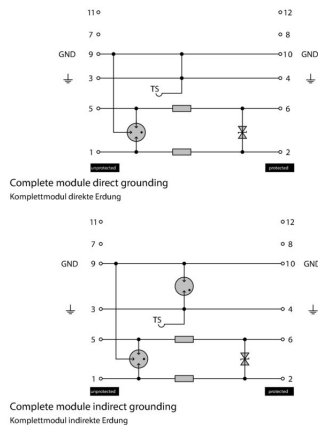 11 12
7 8
GND 9 10 GND
3 4
TS
5 6
1 2
unprotected protected
Complete module direct grounding
Komplettmodul direkte Erdung
11 12
7 8
GND 9 10 GND
3 4
TS
5 6
1 2
unprotected protected
Complete module indirect grounding
Komplettmodul indirekte Erdung